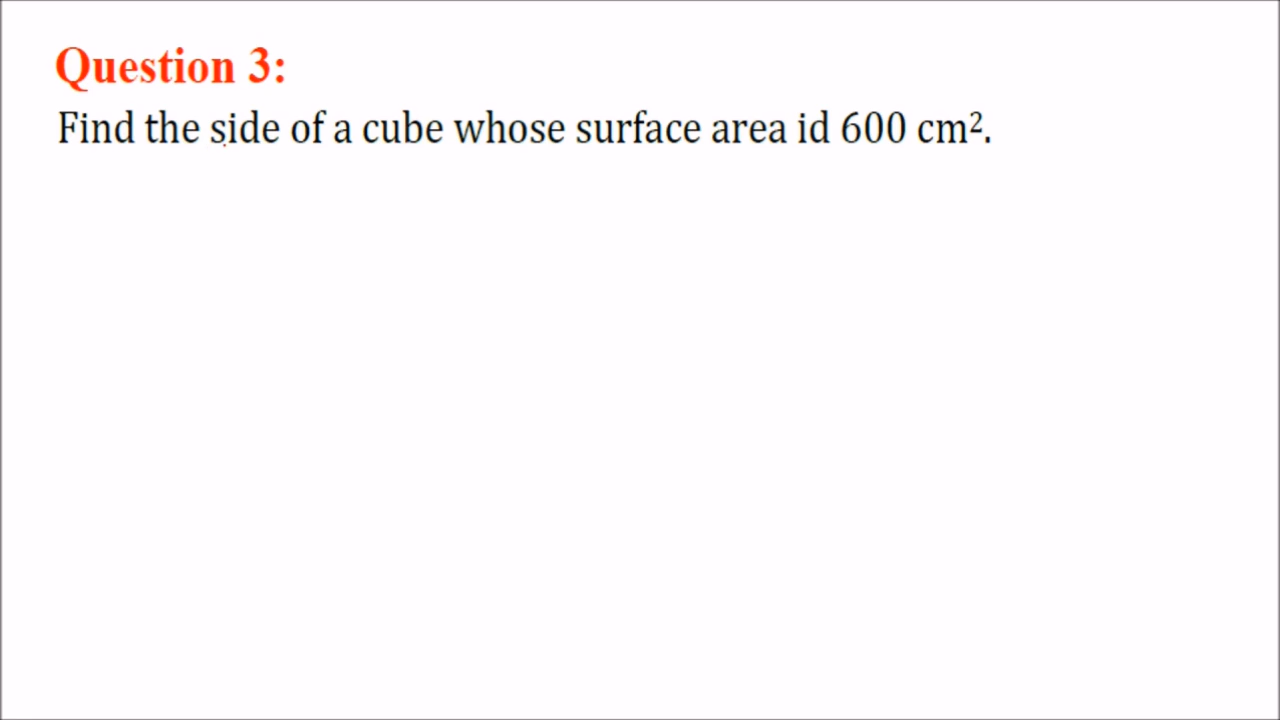 Question 3:
Find the side of a cube whose surface area id 600 cm².